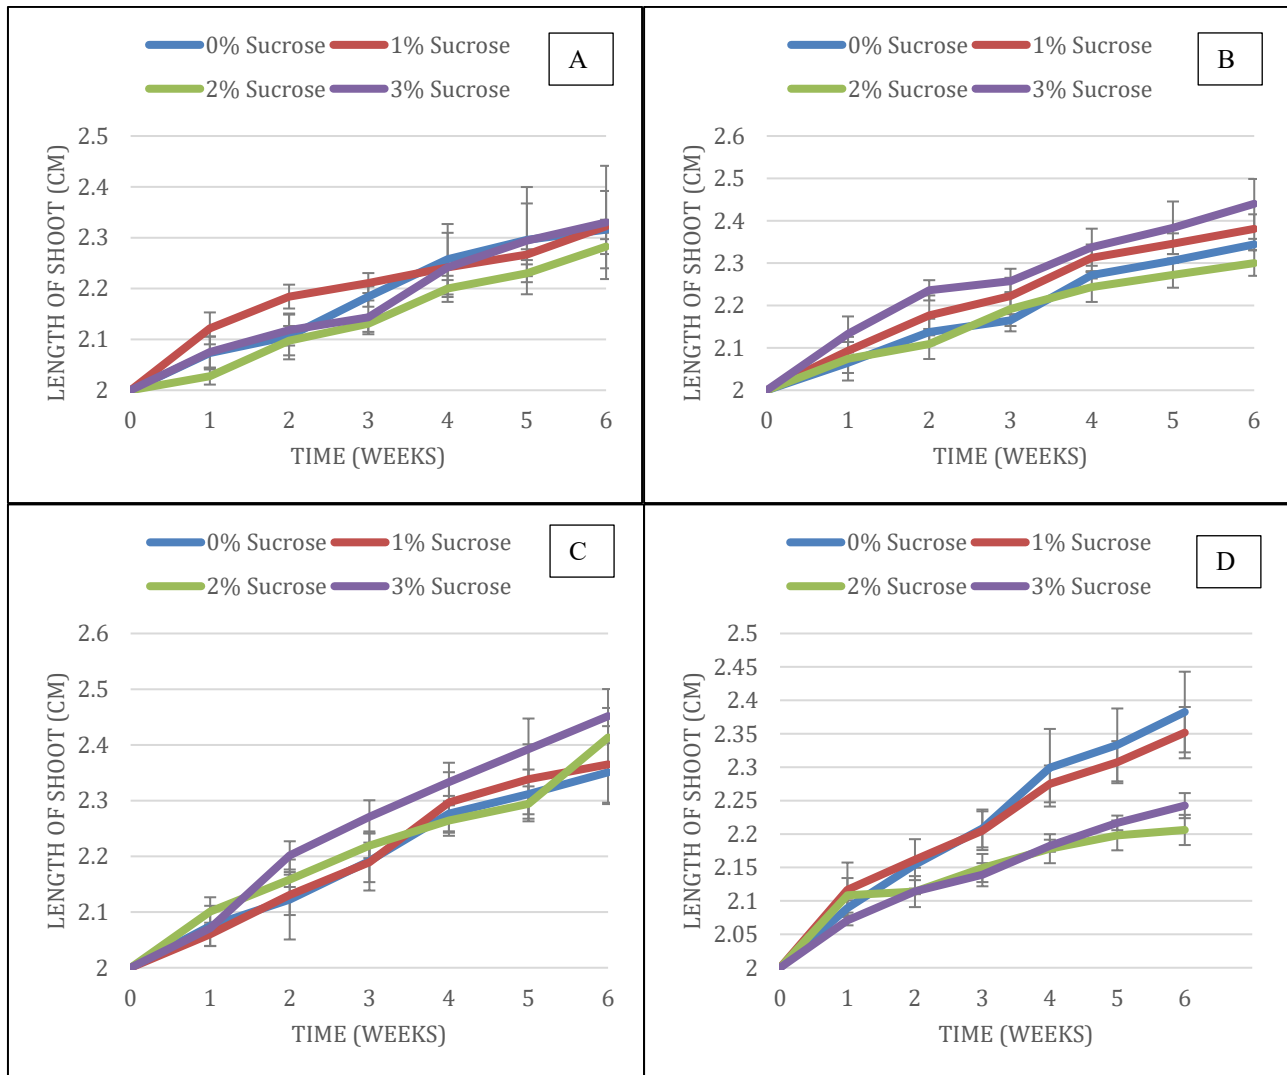 0% Sucrose 1% Sucrose
2% Sucrose 3% Sucrose
A
LENGTH OF SHOOT (CM)
2.5
2.4
2.3
2.2
2.1
2
0 1 2 3 4 5 6
TIME (WEEKS)
0% Sucrose 1% Sucrose
2% Sucrose 3% Sucrose
B
LENGTH OF SHOOT (CM)
2.6
2.5
2.4
2.3
2.2
2.1
2
0 1 2 3 4 5 6
TIME (WEEKS)
0% Sucrose 1% Sucrose
2% Sucrose 3% Sucrose
C
LENGTH OF SHOOT (CM)
2.6
2.5
2.4
2.3
2.2
2.1
2
0 1 2 3 4 5 6
TIME (WEEKS)
0% Sucrose 1% Sucrose
2% Sucrose 3% Sucrose
D
LENGTH OF SHOOT (CM)
2.5
2.45
2.4
2.35
2.3
2.25
2.2
2.15
2.1
2.05
2
0 1 2 3 4 5 6
TIME (WEEKS)